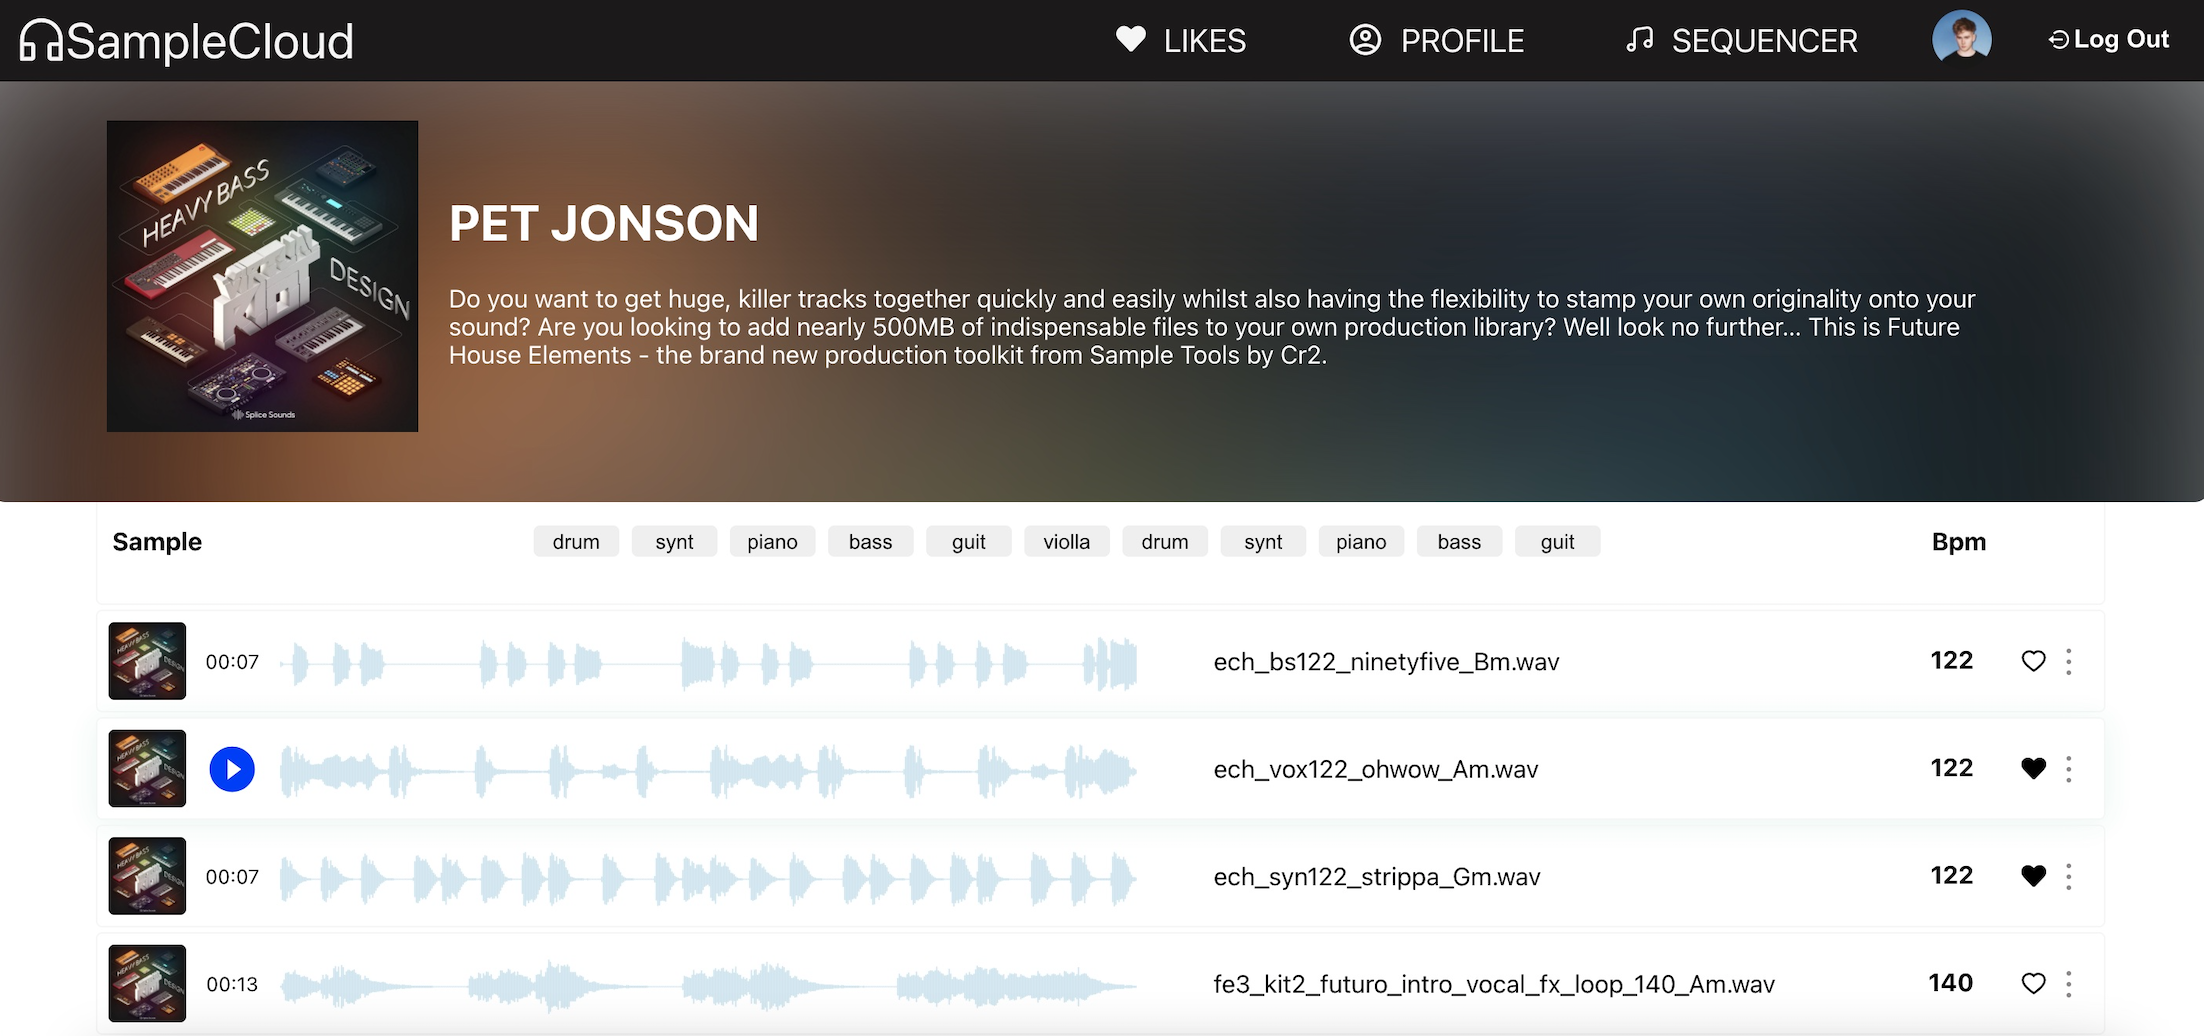 SampleCloud
LIKES
PROFILE
SEQUENCER
Log Out
HEAVY BASS
DESIGN
KDI
Splice Sounds
PET JONSON
Do you want to get huge, killer tracks together quickly and easily whilst also having the flexibility to stamp your own originality onto your
sound? Are you looking to add nearly 500MB of indispensable files to your own production library? Well look no further... This is Future
House Elements - the brand new production toolkit from Sample Tools by Cr2.
Sample
drum synt piano bass guit violla drum synt piano bass guit
Bpm
00:07
ech_bs122_ninetyfive_Bm.wav
122
ech_vox122_ohwow_Am.wav
122
00:07
ech_syn122_strippa_Gm.wav
122
00:13
fe3_kit2_futuro_intro_vocal_fx_loop_140_Am.wav
140